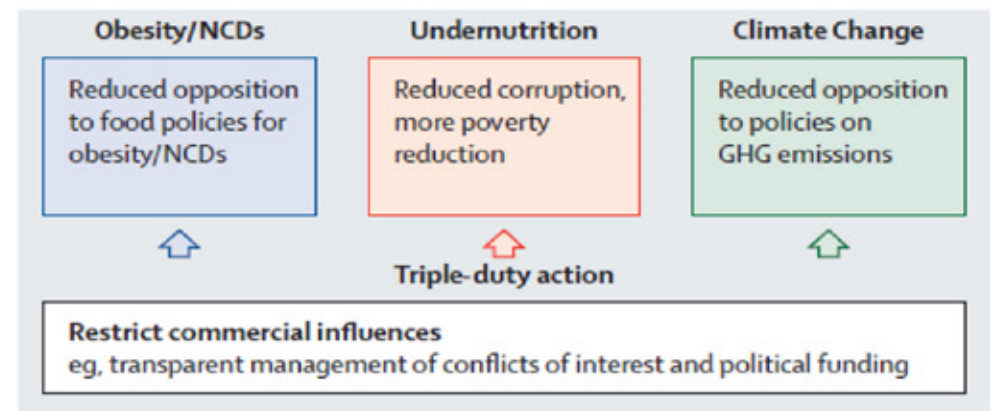 Obesity/NCDs
Reduced opposition
to food policies for
obesity/NCDs
Undernutrition
Reduced corruption,
more poverty
reduction
Climate Change
Reduced opposition
to policies on
GHG emissions
Triple-duty action
Restrict commercial influences
eg, transparent management of conflicts of interest and political funding